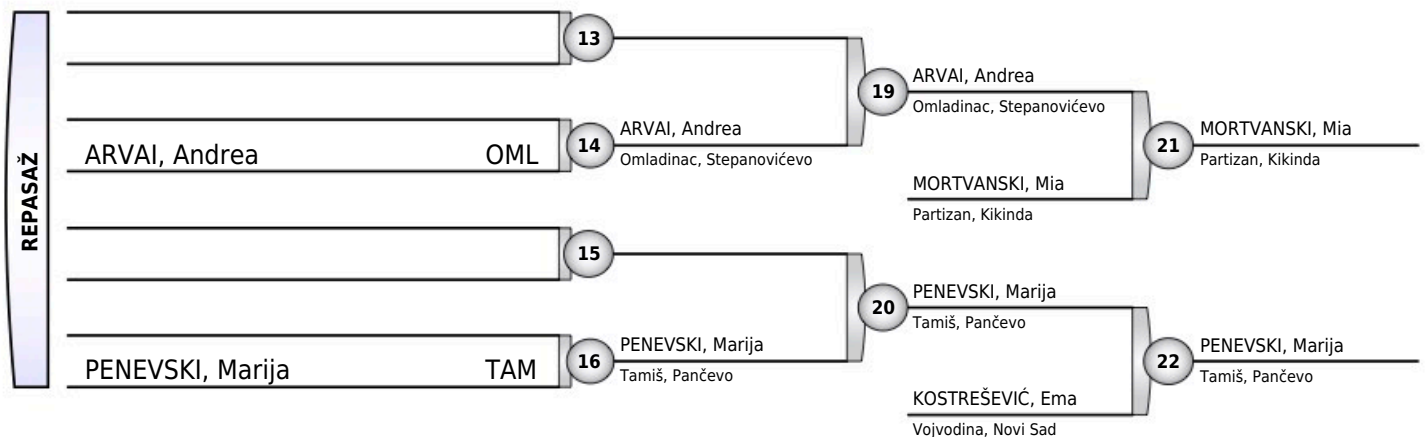 REPASAŽ
13
ARVAI, Andrea OML
14
ARVAI, Andrea
Omladinac, Stepanovićevo
19
ARVAI, Andrea
Omladinac, Stepanovićevo
MORTVANSKI, Mia
Partizan, Kikinda
21
MORTVANSKI, Mia
Partizan, Kikinda
15
PENEVSKI, Marija TAM
16
PENEVSKI, Marija
Tamiš, Pančevo
20
PENEVSKI, Marija
Tamiš, Pančevo
KOSTREŠEVIĆ, Ema
Vojvodina, Novi Sad
22
PENEVSKI, Marija
Tamiš, Pančevo